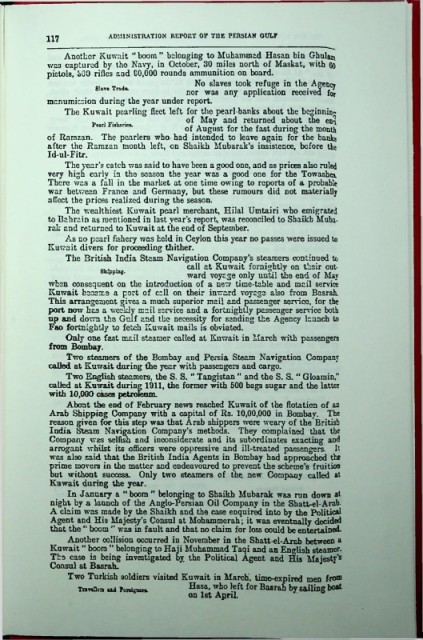 117
ADMINISTRATION REPORT OF THE PERSIAN GULF
Another Kuwait "boom" belonging to Muhammad Hasan bin Ghulam
was captured by the Navy, in October, 30 miles north of Maskat, with 60
pistols, rifles and 60,000 rounds ammunition on board.
Slave Trade.
No slaves took refuge in the Agency
nor was any application received for
manumission during the year under report.
The Kuwait pearling fleet left for the pearl-banks about the beginning
Pearl Fisheries.
of May and returned about the end
of August for the fast during the month
of Ramzan. The pearlers who had intended to leave again for the banks
after the Ramzan month left, on Shaikh Mubarak's insistence, before the
Id-ul-Fitr.
The year's catch was said to have been a good one, and as prices also ruled
very high early in the season the year was a good one for the Towashes.
There was a fall in the market at one time owing to reports of a probable
war between France and Germany, but these rumours did not materially
affect the prices realized during the season.
The wealthiest Kuwait pearl merchant, Hilal Umtairi who emigrated
to Bahrain as mentioned in last year's report, was reconciled to Shaikh Muba-
rak and returned to Kuwait at the end of September.
As no pearl fishery was held in Ceylon this year no passes were issued to
Kuwait divers for proceeding thither.
The British India Steam Navigation Company's steamers continued to
Shipping.
call at Kuwait fornightly on their out-
ward voyage only until the end of May
when consequent on the introduction of a new time-table and mail service
Kuwait became a port of call on their inward voyage also from Basrah.
This arrangement gives a much superior mail and passenger service, for the
port now has a weekly mail service and a fortnightly passenger service both
up and down the Gulf and the necessity for sending the Agency launch to
Fao fortnightly to fetch Kuwait mails is obviated.
Only one fast mail steamer called at Kuwait in March with passengers
from Bombay.
Two steamers of the Bombay and Persia Steam Navigation Company
called at Kuwait during the year with passengers and cargo.
Two English steamers, the S. S. "Tangistan" and the S. S. "Gloamin,"
called at Kuwait during 1911, the former with 500 bags sugar and the latter
with 10,000 cases petroleum.
About the end of February news reached Kuwait of the flotation of an
Arab Shipping Company with a capital of Rs. 10,00,000 in Bombay. The
reason given for this step was that Arab shippers were weary of the British
India Steam Navigation Company's methods. They complained that the
Company was selfish and inconsiderate and its subordinates exacting and
arrogant whilst its officers were oppressive and ill-treated passengers. It
was also said that the British India Agents in Bombay had approached the
prime movers in the matter and endeavoured to prevent the scheme's fruition
but without success. Only two steamers of the new Company called at
Kuwait during the year.
In January a "boom" belonging to Shaikh Mubarak was run down at
night by a launch of the Anglo-Persian Oil Company in the Shatt-el-Arab.
A claim was made by the Shaikh and the case enquired into by the Political
Agent and His Majesty's Consul at Mohammerah; it was eventually decided
that the "boom" was in fault and that no claim for loss could be entertained.
Another collision occurred in November in the Shatt-el-Arab between a
Kuwait "boom" belonging to Haji Muhammad Taqi and an English steamer.
The case is being investigated by the Political Agent and His Majesty's
Consul at Basrah.
Two Turkish soldiers visited Kuwait in March, time-expired men from
Travellers and Foreigners.
Hasa, who left for Basrah by sailing boat
on 1st April.